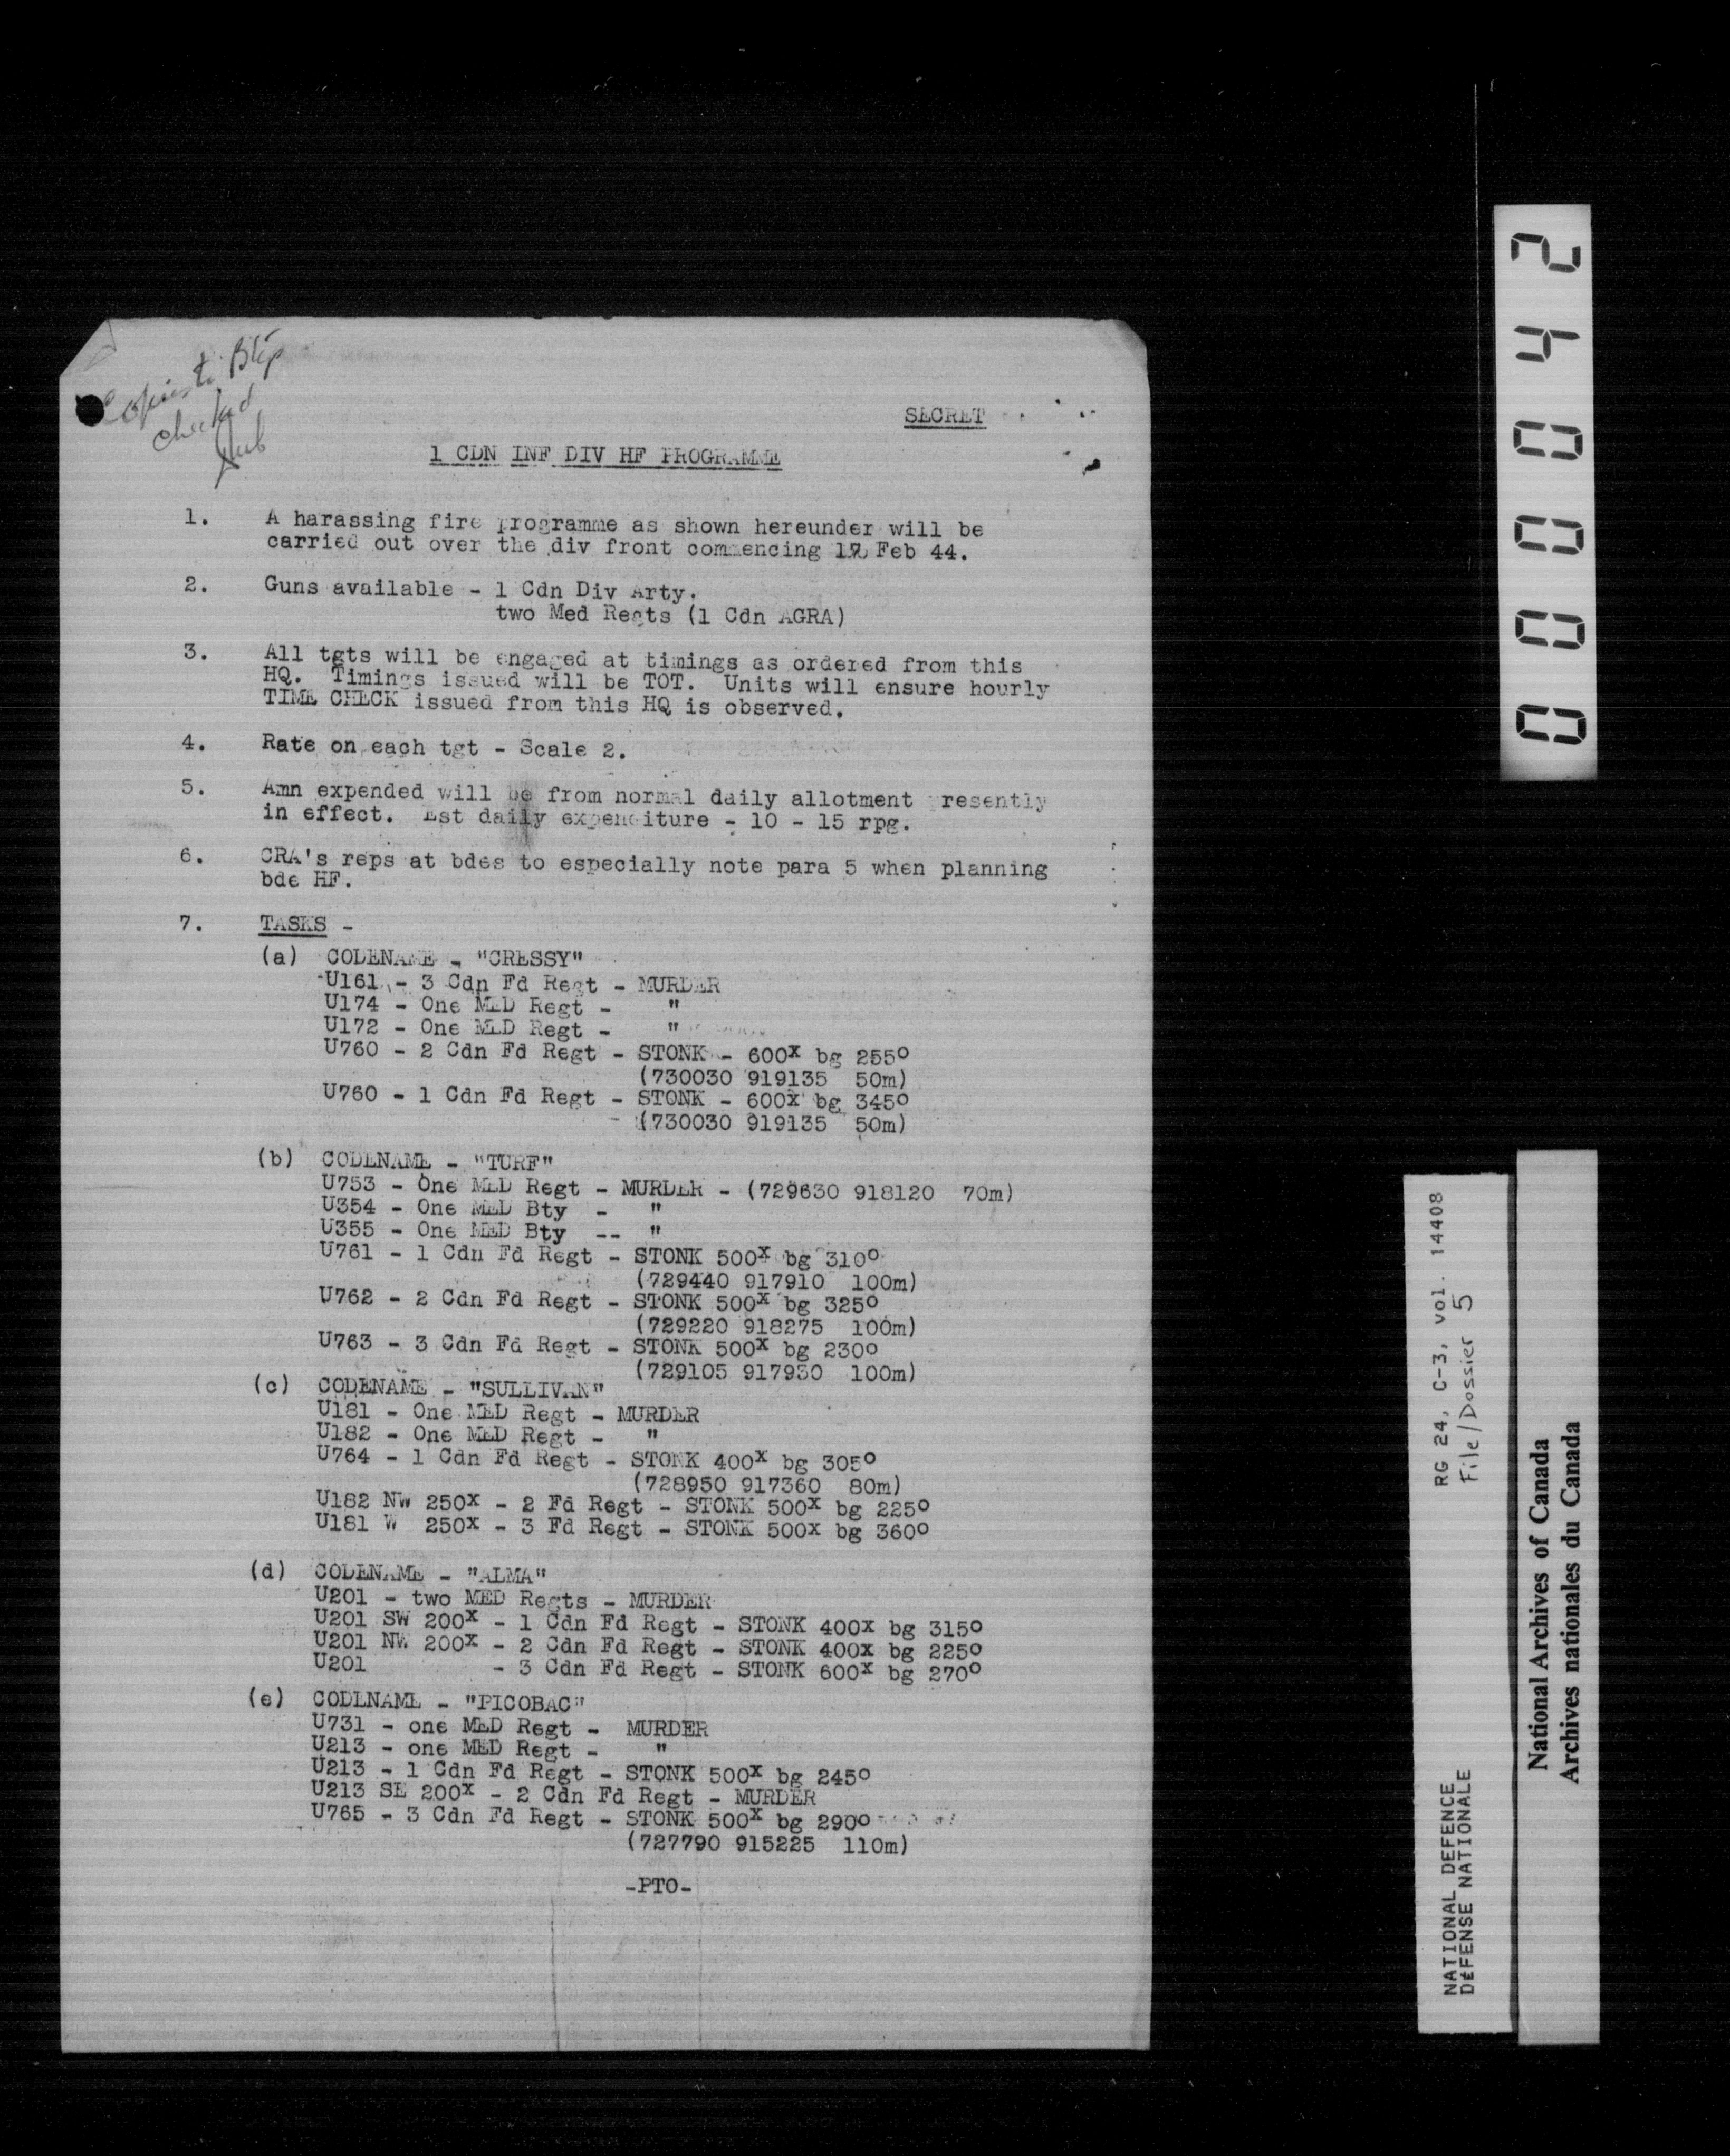 Copies to Btys
checked
SECRET
1 CDN INF DIV HF PROGRAMME
1. A harassing fire programme as shown hereunder will be
carried out over the div front commencing Feb 44.
2. Guns available - 1 Cdn Div Arty.
two Med Regts (1 Cdn AGRA)
3. All tgts will be engaged at timings as ordered from this
HQ. Timings issued will be TOT. Units will ensure hourly
TIME CHECK issued from this HQ is observed.
4. Rate on each tgt - Scale 2.
5. Amn expended will be from normal daily allotment presently
in effect. Est daily expenditure - 10 - 15 rpg.
6. CRA's reps at bdes to especially note para 5 when planning
bde HF.
7. TASKS -
(a) CODENAME - "CRESSY"
U161 - 3 Cdn Fd Regt - MURDER
U174 - One MED Regt - "
U172 - One MED Regt - "
U760 - 2 Cdn Fd Regt - STONK - 600x bg 255o
(730030 919135 50m)
U760 - 1 Cdn Fd Regt - STONK - 600x bg 345o
(730030 919135 50m)
(b) CODENAME - "TURF"
U753 - One MED Regt - MURDER - (729630 918120 70m)
U354 - One MED Bty - "
U355 - One MED Bty -- "
U761 - 1 Cdn Fd Regt - STONK 500x bg 310o
(729440 917910 100m)
U762 - 2 Cdn Fd Regt - STONK 500x bg 325o
(729220 918275 100m)
U763 - 3 Cdn Fd Regt - STONK 500x bg 230o
(729105 917930 100m)
(c) CODENAME - "SULLIVAN"
U181 - One MED Regt - MURDER
U182 - One MED Regt - "
U764 - 1 Cdn Fd Regt - STONK 400x bg 305o
(728950 917360 80m)
U182 NW 250x - 2 Fd Regt - STONK 500x bg 225o
U181 W 250x - 3 Fd Regt - STONK 500x bg 360o
(d) CODENAME - "ALMA"
U201 - two MED Regts - MURDER
U201 SW 200x - 1 Cdn Fd Regt - STONK 400x bg 315o
U201 NW 200x - 2 Cdn Fd Regt - STONK 400x bg 225o
U201 - 3 Cdn Fd Regt - STONK 600x bg 270o
(e) CODENAME - "PICOBAC"
U731 - one MED Regt - MURDER
U213 - one MED Regt - "
U213 - 1 Cdn Fd Regt - STONK 500x bg 245o
U213 SE 200x - 2 Cdn Fd Regt - MURDER
U765 - 3 Cdn Fd Regt - STONK 500x bg 290o
(727790 915225 110m)
-PTO-
000042
NATIONAL DEFENCE RG 24, C-3, vol. 14408
DÉFENSE NATIONALE File/Dossier 5
National Archives of Canada
Archives nationales du Canada